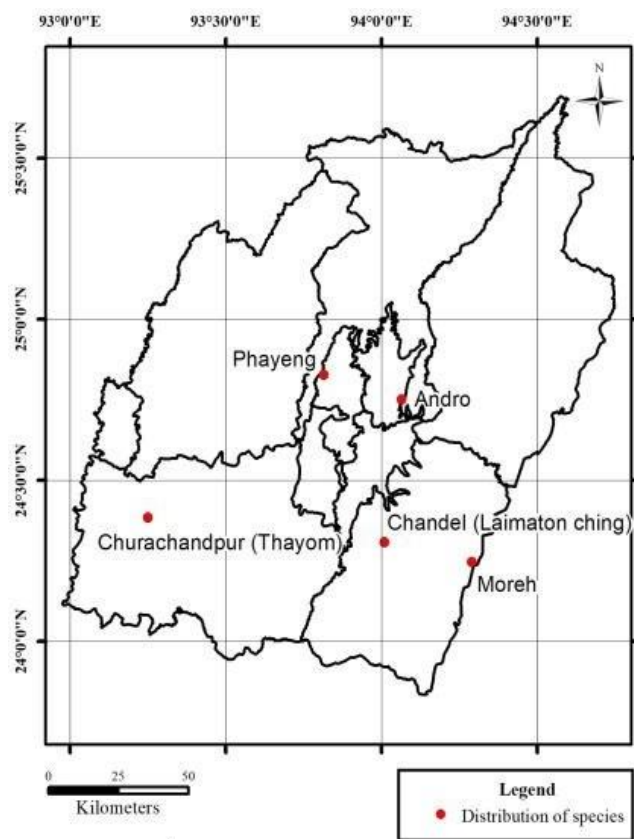 93°0'0"E 93°30'0"E 94°0'0"E 94°30'0"E
N
25°30'0"N
25°0'0"N
Phayeng
Andro
24°30'0"N
Chandel (Laimaton ching)
Churachandpur (Thayom)
Moreh
24°0'0"N
0 25 50
Kilometers
Legend
Distribution of species